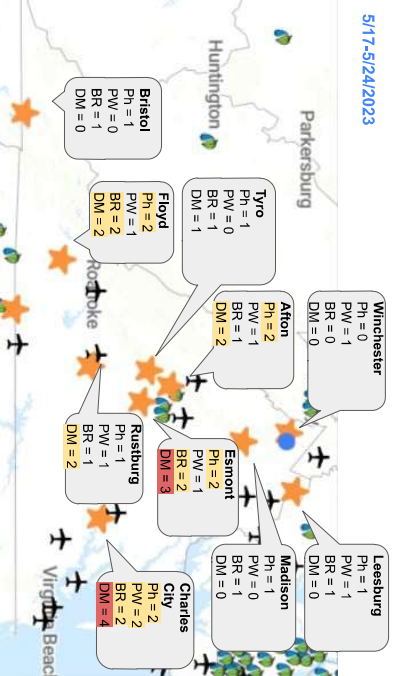 5/17-5/24/2023
Parkersburg
Huntington
Roanoke
Virginia Beach
Winchester
Ph = 0
PW = 1
BR = 0
DM = 0
Leesburg
Ph = 1
PW = 1
BR = 1
DM = 0
Tyro
Ph = 1
PW = 0
BR = 1
DM = 1
Afton
Ph = 2
PW = 1
BR = 1
DM = 2
Madison
Ph = 1
PW = 0
BR = 1
DM = 0
Bristol
Ph = 1
PW = 0
BR = 1
DM = 0
Floyd
Ph = 2
PW = 1
BR = 2
DM = 2
Esmont
Ph = 2
PW = 1
BR = 2
DM = 3
Rustburg
Ph = 1
PW = 1
BR = 1
DM = 2
Charles
City
Ph = 2
PW = 2
BR = 2
DM = 4